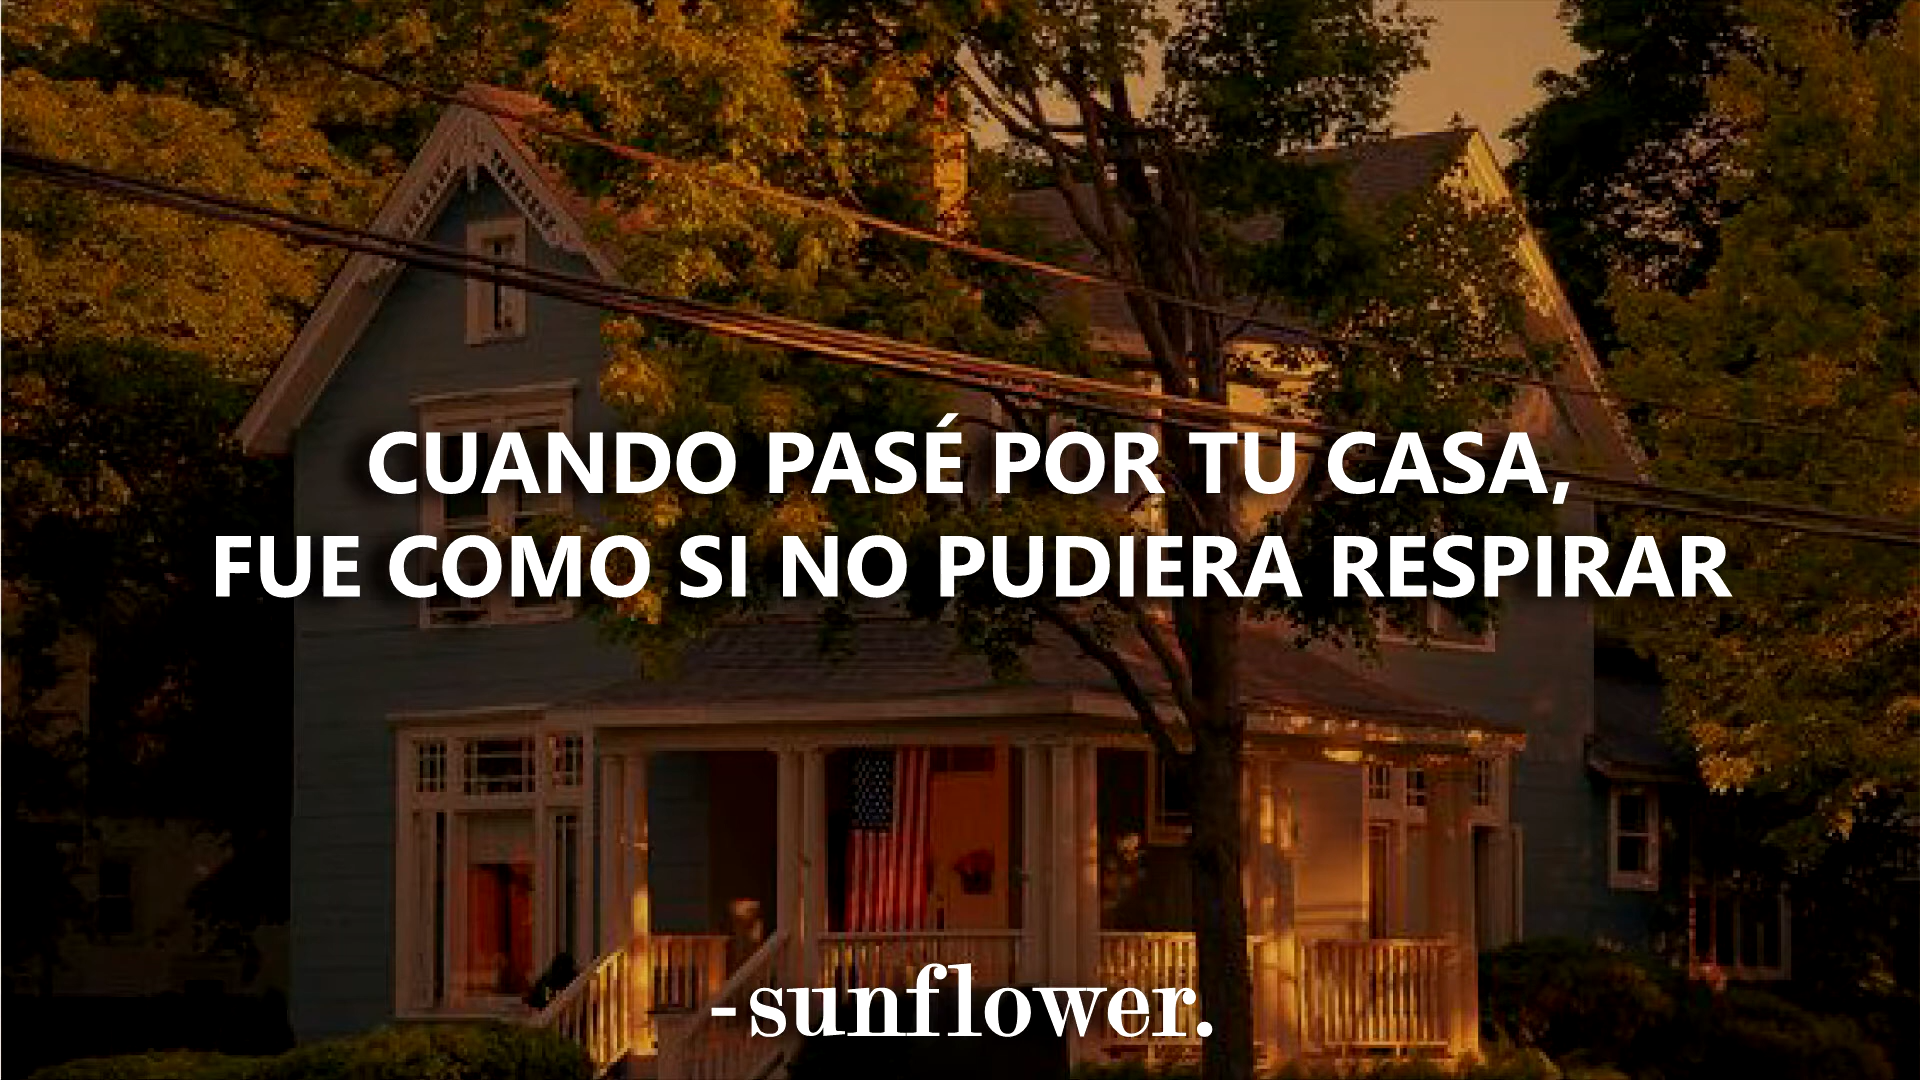 CUANDO PASÉ POR TU CASA,
FUE COMO SI NO PUDIERA RESPIRAR
-sunflower.